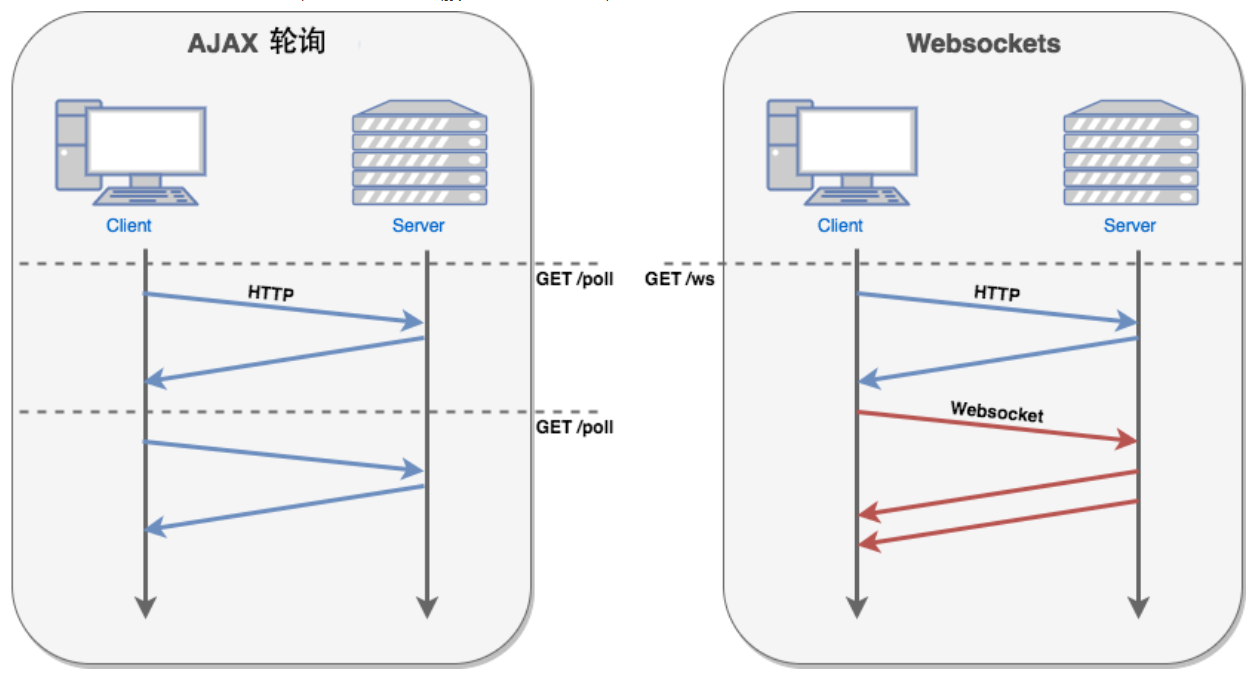 AJAX 轮询
Client
Server
GET /poll
HTTP
GET /poll
Websockets
Client
Server
GET /ws
HTTP
Websocket